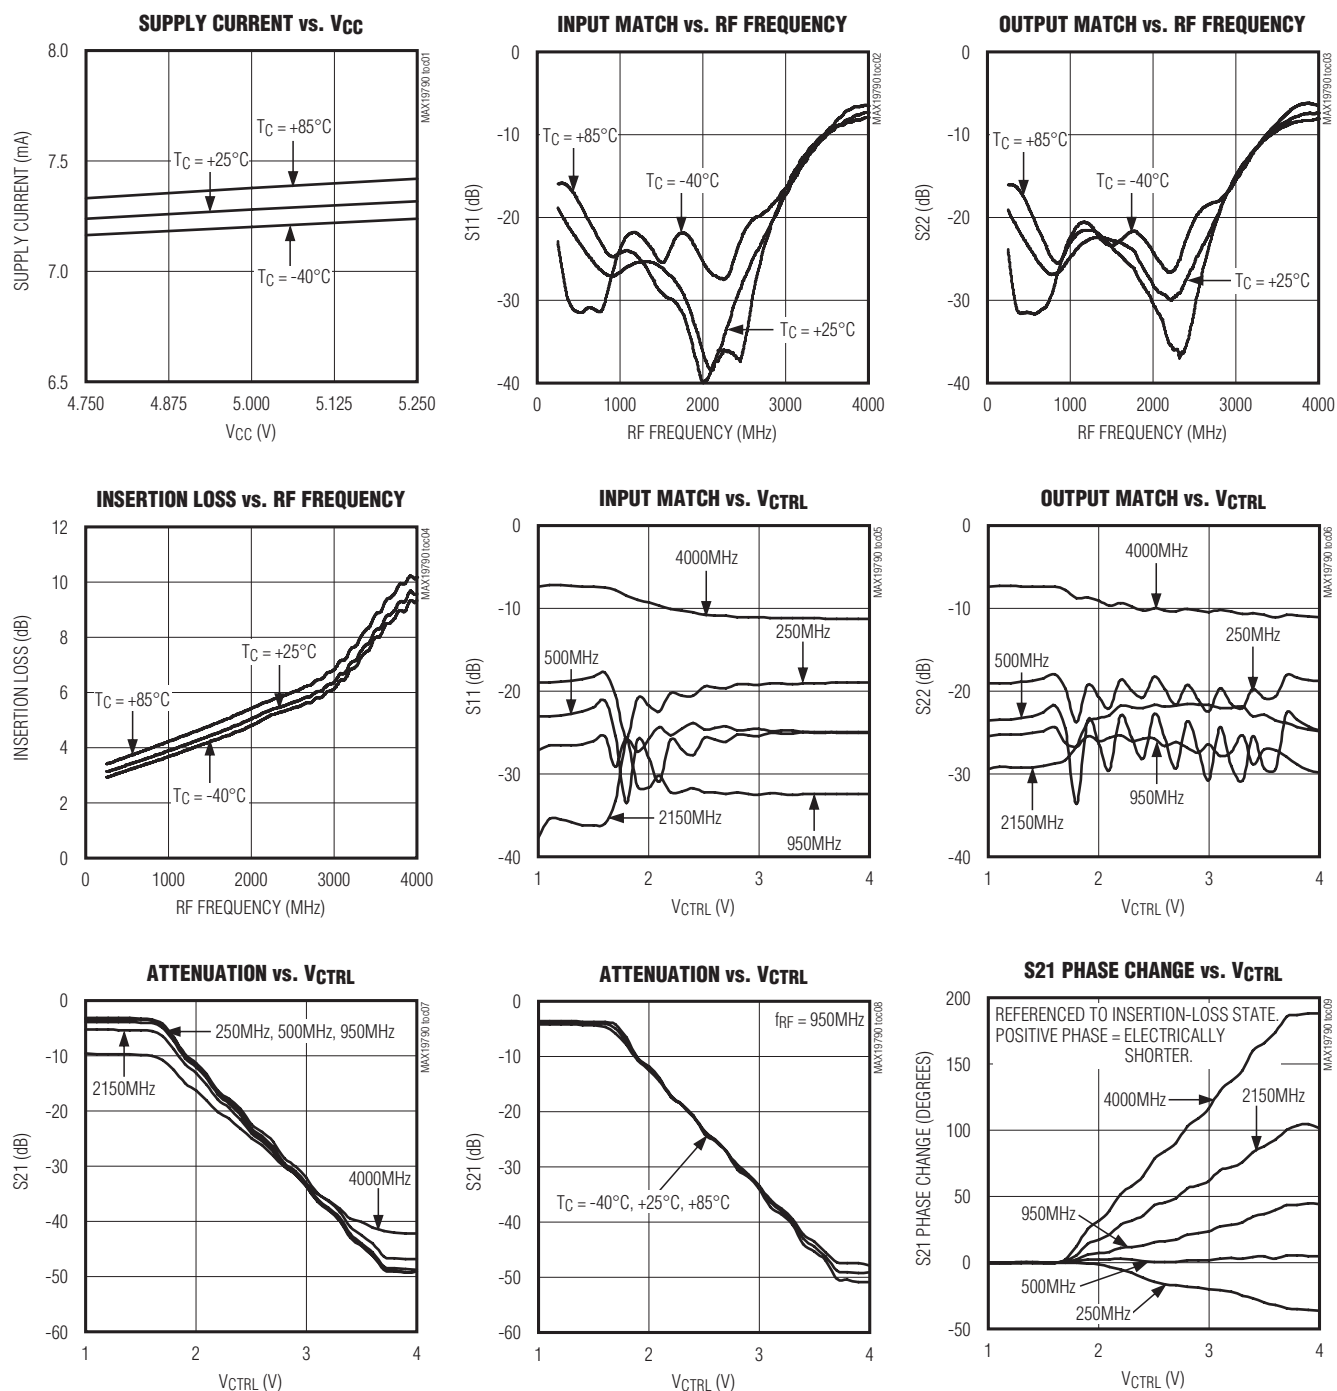 SUPPLY CURRENT vs. VCC
MAX19790 toc01
SUPPLY CURRENT (mA)
8.0
7.5
7.0
6.5
TC = +85°C
TC = +25°C
TC = -40°C
4.750 4.875 5.000 5.125 5.250
VCC (V)
INPUT MATCH vs. RF FREQUENCY
MAX19790 toc02
S11 (dB)
0
-10
-20
-30
-40
TC = +85°C
TC = -40°C
TC = +25°C
0 1000 2000 3000 4000
RF FREQUENCY (MHz)
OUTPUT MATCH vs. RF FREQUENCY
MAX19790 toc03
S22 (dB)
0
-10
-20
-30
-40
TC = +85°C
TC = -40°C
TC = +25°C
0 1000 2000 3000 4000
RF FREQUENCY (MHz)
INSERTION LOSS vs. RF FREQUENCY
MAX19790 toc04
INSERTION LOSS (dB)
12
10
8
6
4
2
0
TC = +25°C
TC = +85°C
TC = -40°C
0 1000 2000 3000 4000
RF FREQUENCY (MHz)
INPUT MATCH vs. VCTRL
MAX19790 toc05
S11 (dB)
0
-10
-20
-30
-40
4000MHz
250MHz
500MHz
2150MHz
950MHz
1 2 3 4
VCTRL (V)
OUTPUT MATCH vs. VCTRL
MAX19790 toc06
S22 (dB)
0
-10
-20
-30
-40
4000MHz
250MHz
500MHz
950MHz
2150MHz
1 2 3 4
VCTRL (V)
ATTENUATION vs. VCTRL
MAX19790 toc07
S21 (dB)
0
-10
-20
-30
-40
-50
-60
250MHz, 500MHz, 950MHz
2150MHz
4000MHz
1 2 3 4
VCTRL (V)
ATTENUATION vs. VCTRL
MAX19790 toc08
S21 (dB)
0
-10
-20
-30
-40
-50
-60
fRF = 950MHz
TC = -40°C, +25°C, +85°C
1 2 3 4
VCTRL (V)
S21 PHASE CHANGE vs. VCTRL
MAX19790 toc09
S21 PHASE CHANGE (DEGREES)
200
150
100
50
0
-50
REFERENCED TO INSERTION-LOSS STATE.
POSITIVE PHASE = ELECTRICALLY
SHORTER.
4000MHz
2150MHz
950MHz
500MHz
250MHz
1 2 3 4
VCTRL (V)